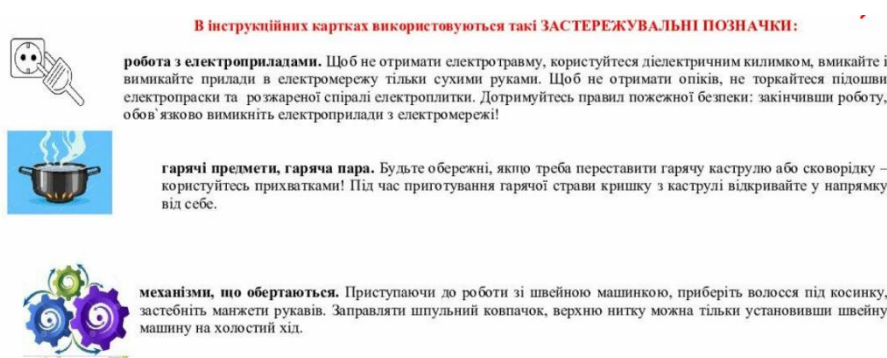 В інструкційних картках використовуються такі ЗАСТЕРЕЖУВАЛЬНІ ПОЗНАЧКИ:
робота з електроприладами. Щоб не отримати електротравму, користуйтеся діелектричним килимком, вмикайте і
вимикайте прилади в електромережу тільки сухими руками. Щоб не отримати опіків, не торкайтеся підошви
електропраски та розжареної спіралі електроплитки. Дотримуйтесь правил пожежної безпеки: закінчивши роботу,
обов`язково вимикніть електроприлади з електромережі!
гарячі предмети, гаряча пара. Будьте обережні, якщо треба переставити гарячу каструлю або сковорідку –
користуйтесь прихватками! Під час приготування гарячої страви кришку з каструлі відкривайте у напрямку
від себе.
механізми, що обертаються. Приступаючи до роботи зі швейною машинкою, приберіть волосся під косинку,
застебніть манжети рукавів. Заправляти шпульний ковпачок, верхню нитку можна тільки установивши швейну
машину на холостий хід.